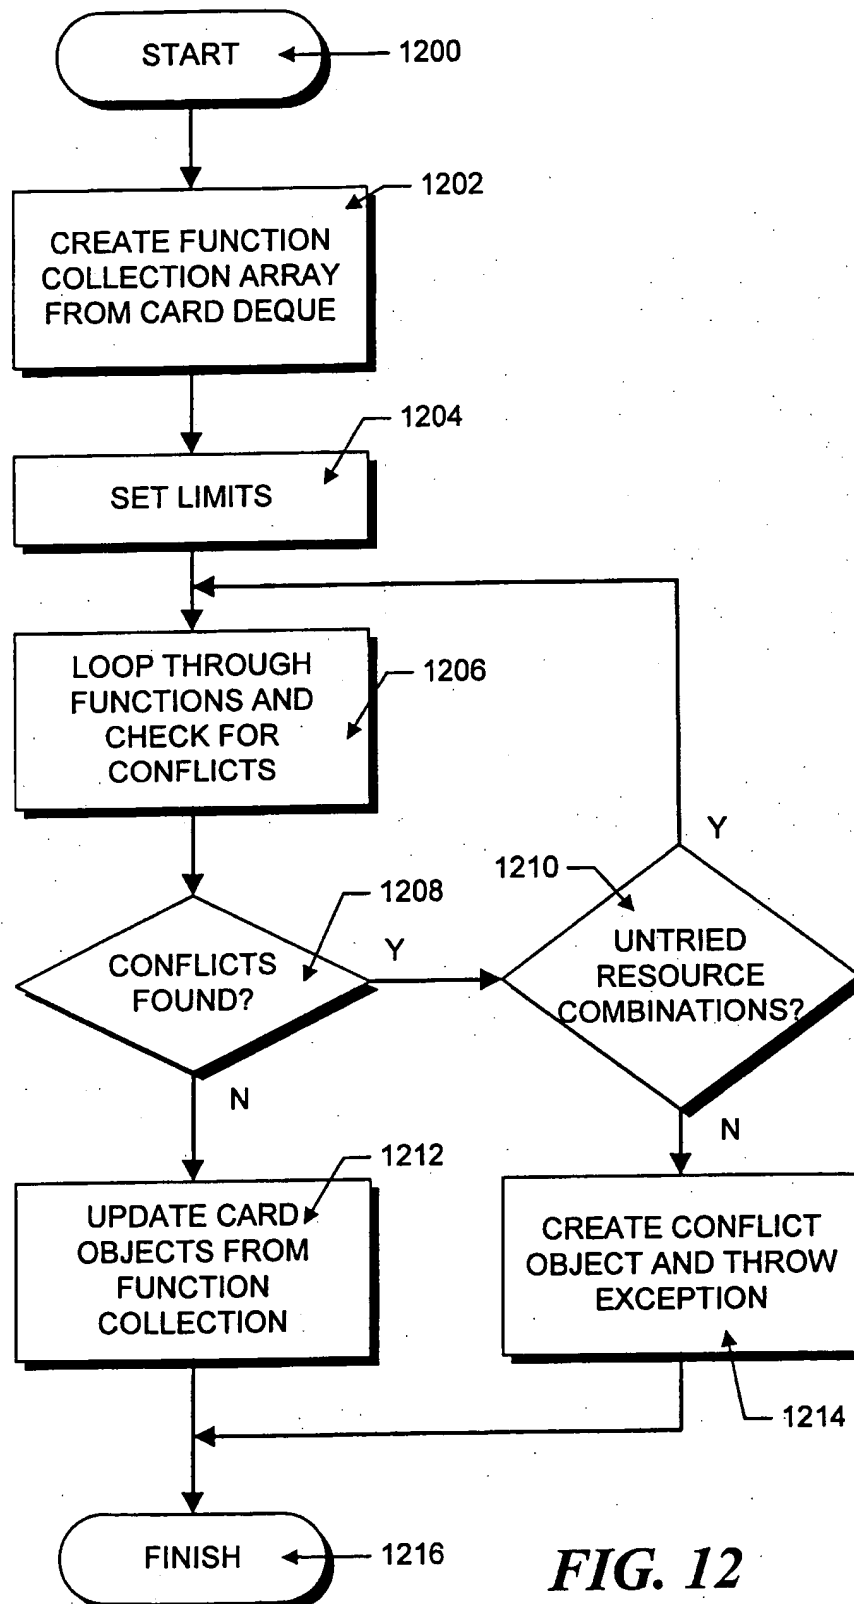 START
1200
1202
CREATE FUNCTION
COLLECTION ARRAY
FROM CARD DEQUE
1204
SET LIMITS
LOOP THROUGH
FUNCTIONS AND
CHECK FOR
CONFLICTS
1206
Y
1208
CONFLICTS
FOUND?
Y
1210
UNTRIED
RESOURCE
COMBINATIONS?
N
N
1212
UPDATE CARD
OBJECTS FROM
FUNCTION
COLLECTION
CREATE CONFLICT
OBJECT AND THROW
EXCEPTION
1214
FINISH
1216
FIG. 12